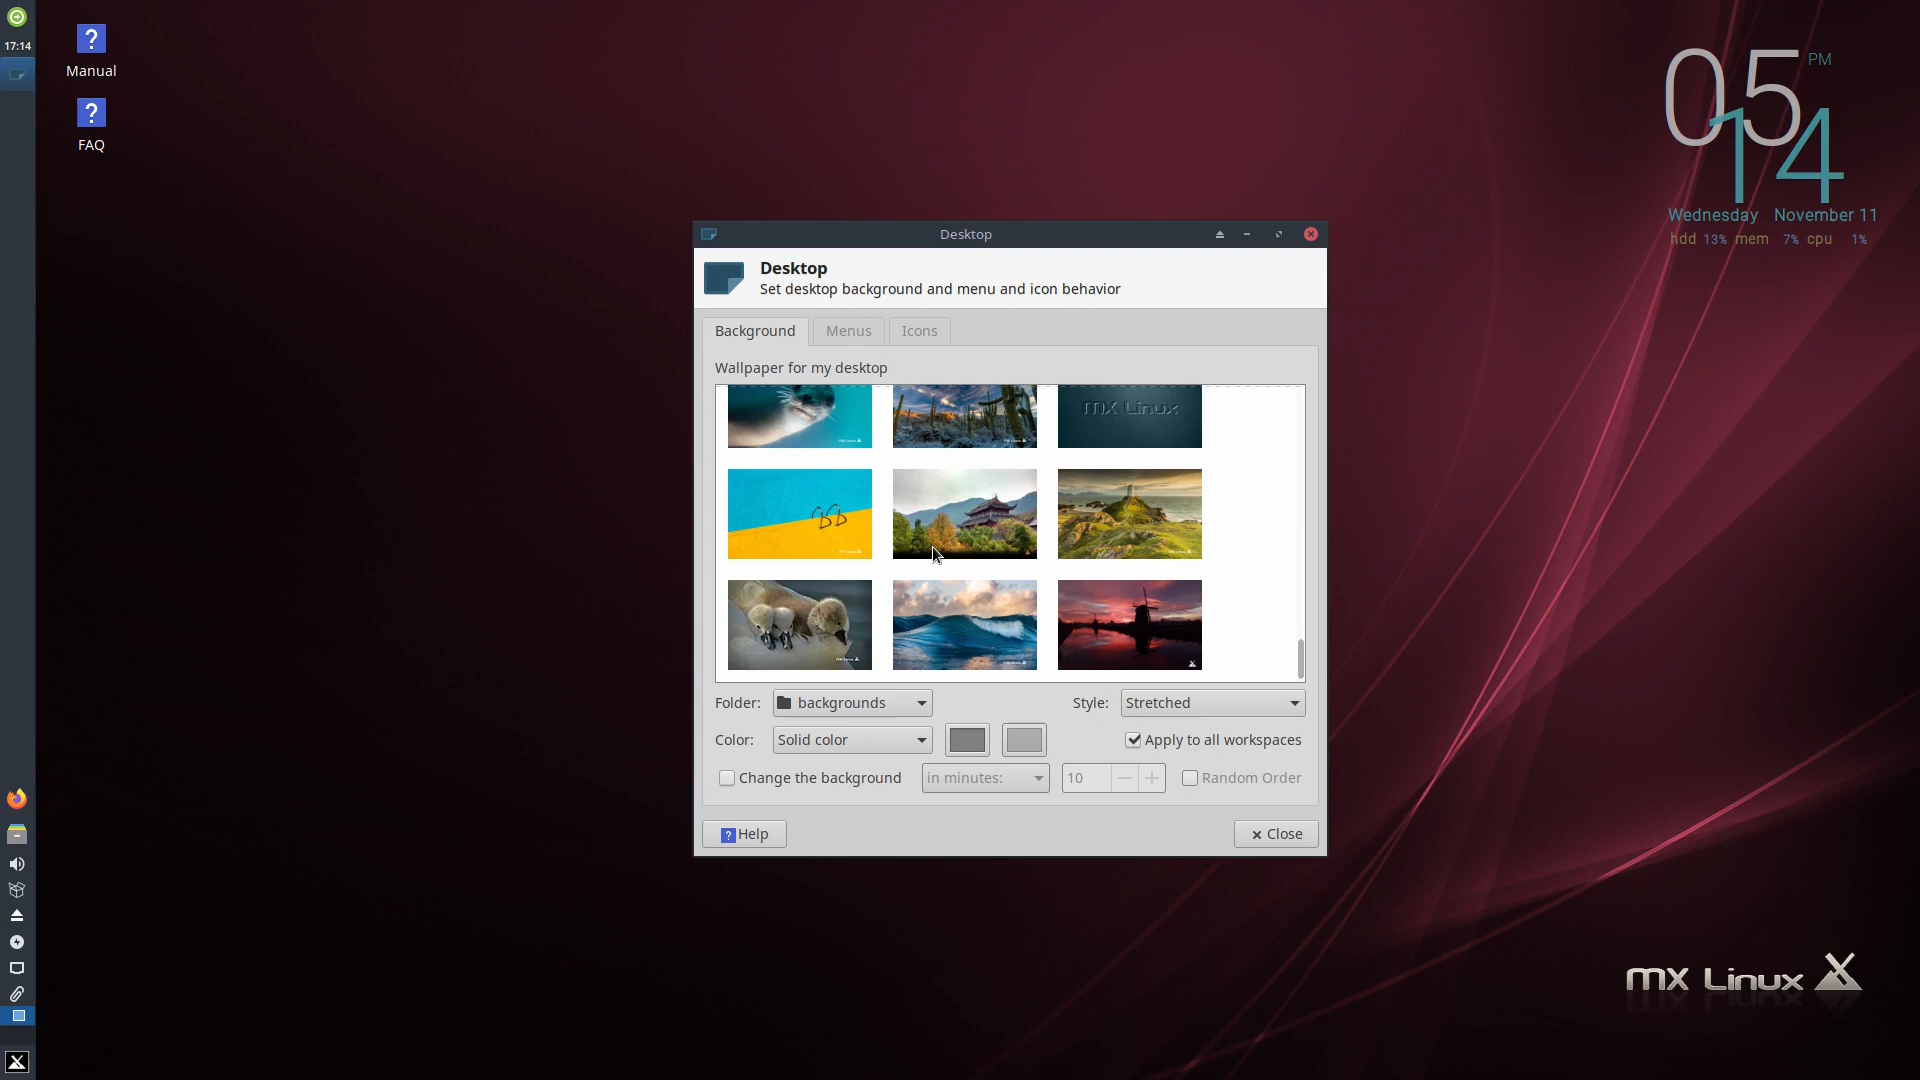 17:14
Manual
FAQ
05 PM
14
Wednesday November 11
hdd 13% mem 7% cpu 1%
Desktop
Desktop
Set desktop background and menu and icon behavior
Background Menus Icons
Wallpaper for my desktop
MX Linux
Folder: backgrounds Style: Stretched
Color: Solid color Apply to all workspaces
Change the background in minutes: 10 Random Order
Help Close
MX Linux